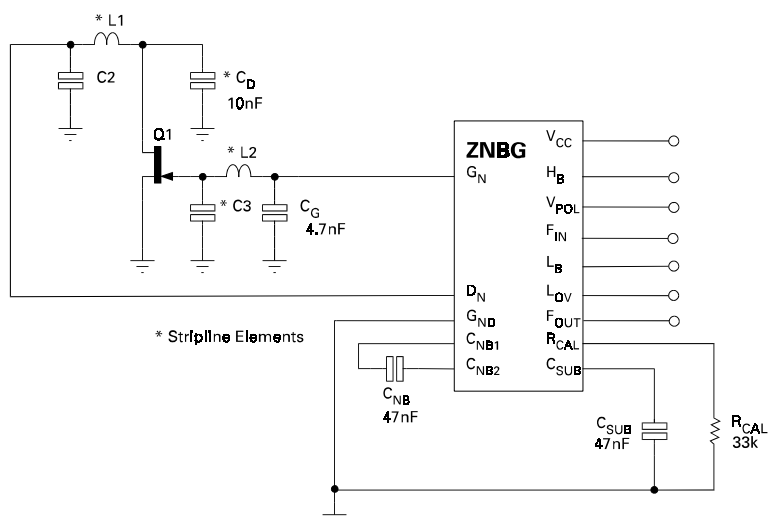 * L1
C2
* CD
10nF
Q1
* L2
* C3
CG
4.7nF
ZNBG
GN
DN
GND
CNB1
CNB2
VCC
HB
VPOL
FIN
LB
LOV
FOUT
RCAL
CSUB
* Stripline Elements
CNB
47nF
CSUB
47nF
RCAL
33k